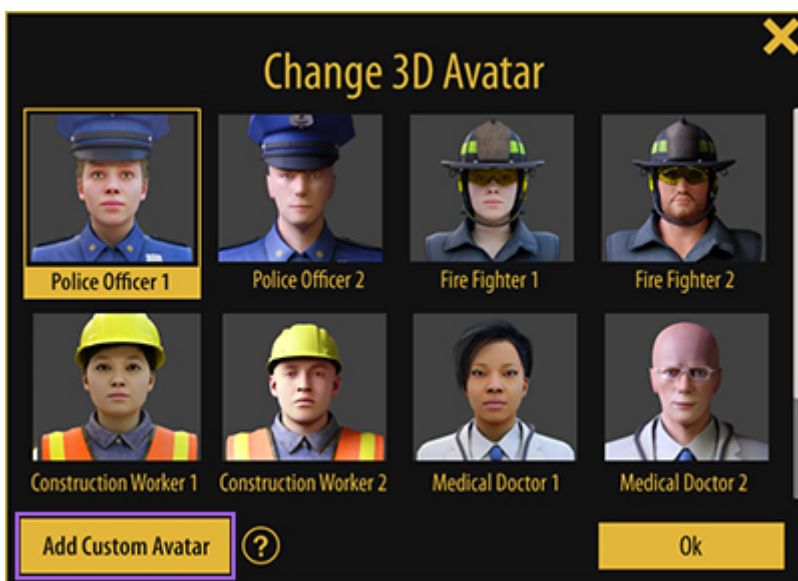 Change 3D Avatar
Police Officer 1
Police Officer 2
Fire Fighter 1
Fire Fighter 2
Construction Worker 1
Construction Worker 2
Medical Doctor 1
Medical Doctor 2
Add Custom Avatar
?
Ok